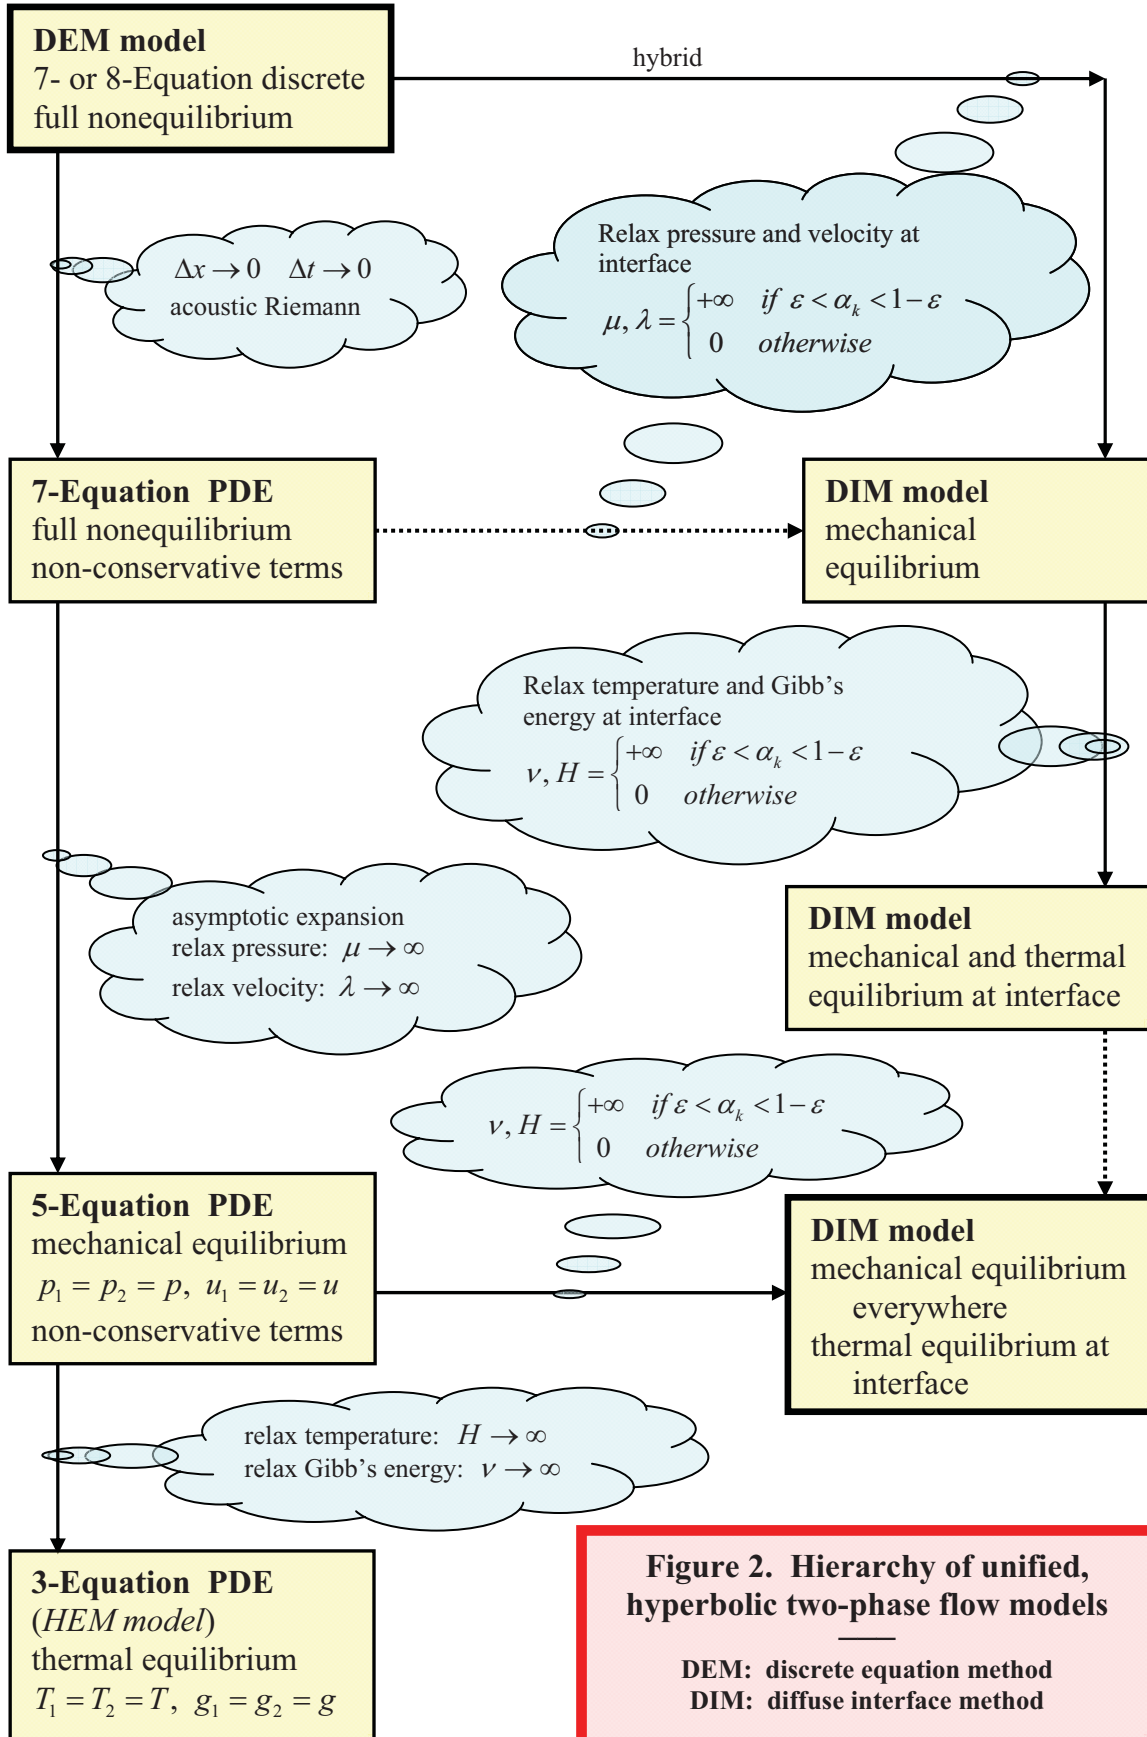 DEM model
7- or 8-Equation discrete
full nonequilibrium
hybrid
Δx → 0 Δt → 0
acoustic Riemann
Relax pressure and velocity at
interface
μ, λ = { +∞ if ε < α_k < 1 − ε
0 otherwise
7-Equation PDE
full nonequilibrium
non-conservative terms
DIM model
mechanical
equilibrium
Relax temperature and Gibb's
energy at interface
ν, H = { +∞ if ε < α_k < 1 − ε
0 otherwise
asymptotic expansion
relax pressure: μ → ∞
relax velocity: λ → ∞
DIM model
mechanical and thermal
equilibrium at interface
ν, H = { +∞ if ε < α_k < 1 − ε
0 otherwise
5-Equation PDE
mechanical equilibrium
p₁ = p₂ = p, u₁ = u₂ = u
non-conservative terms
DIM model
mechanical equilibrium
everywhere
thermal equilibrium at
interface
relax temperature: H → ∞
relax Gibb's energy: ν → ∞
3-Equation PDE
(HEM model)
thermal equilibrium
T₁ = T₂ = T, g₁ = g₂ = g
Figure 2. Hierarchy of unified,
hyperbolic two-phase flow models
DEM: discrete equation method
DIM: diffuse interface method